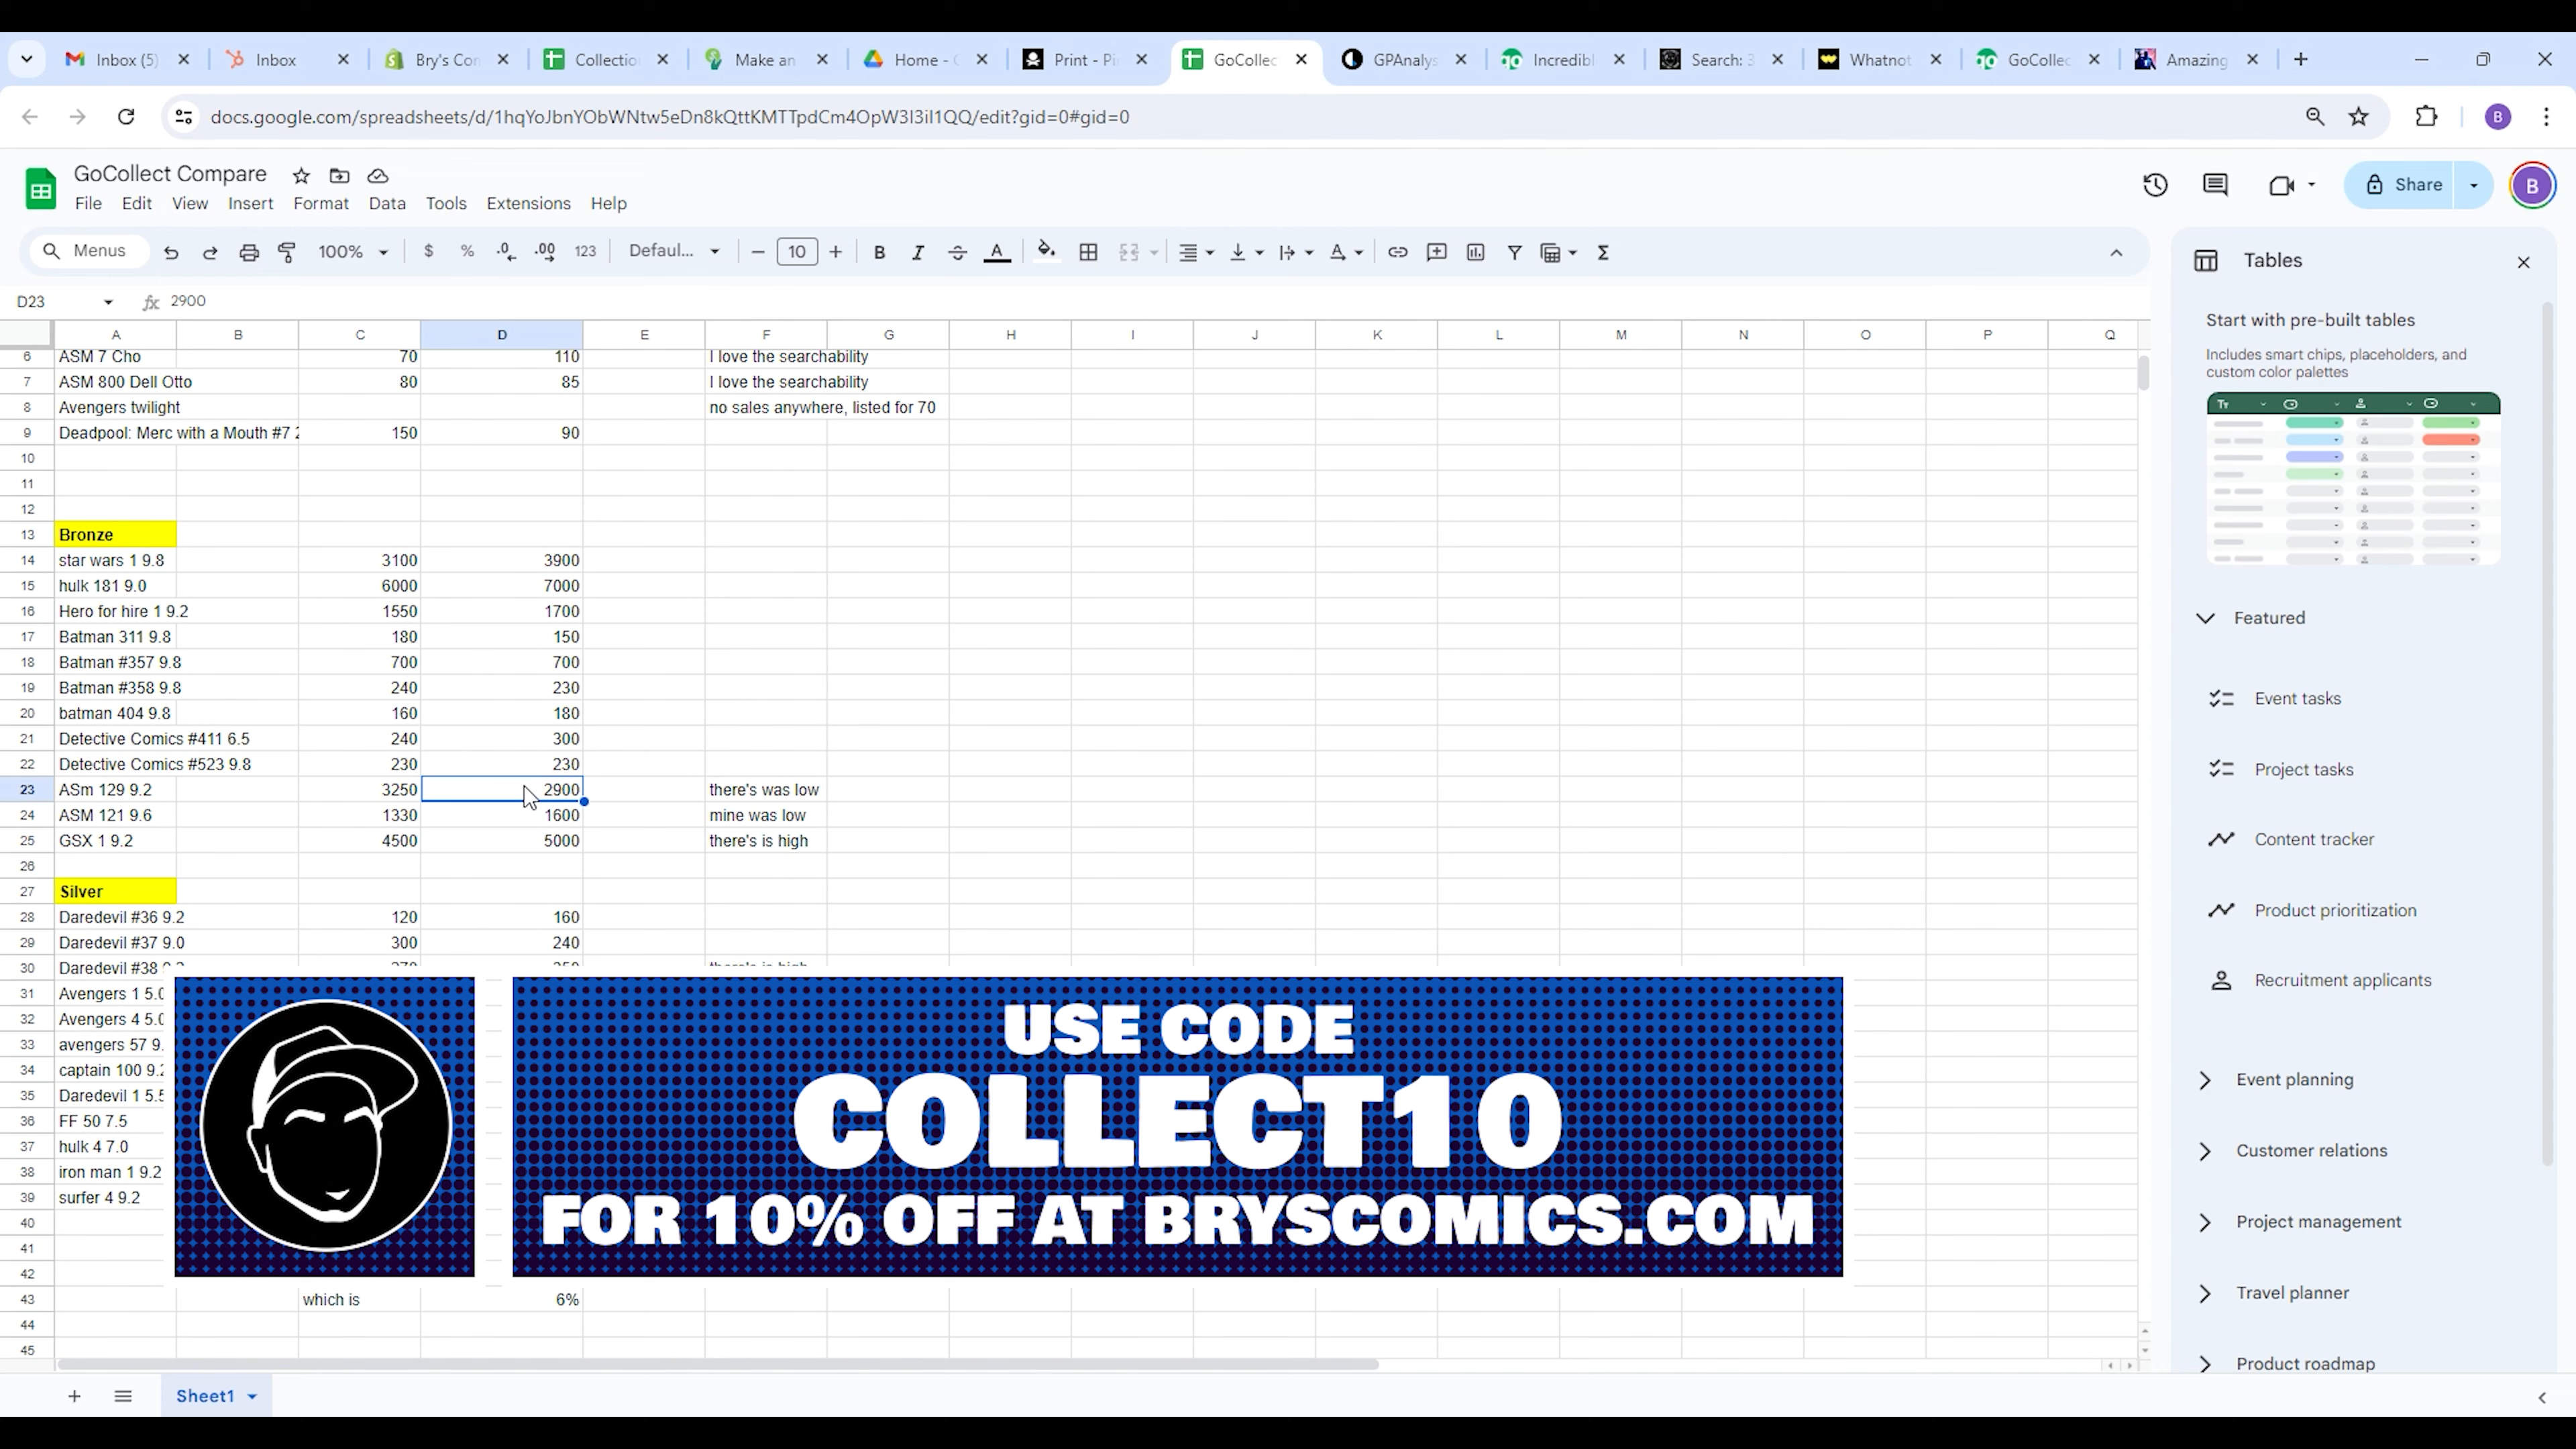 Inbox (5) Inbox Bry's Con Collectio Make an Home - Print - Pi GoCollec GPAnalys Incredibl Search: Whatnot GoCollec Amazing
docs.google.com/spreadsheets/d/1hqYoJbnYObWNtw5eDn8kQttKMTTpdCm4OpW3I3iI1QQ/edit?gid=0#gid=0 B
GoCollect Compare
File Edit View Insert Format Data Tools Extensions Help
Share B
Menus 100% $ % .0 .00 123 Defaul... 10 B I A
D23 fx 2900
A B C D E F G H I J K L M N O P Q
6 ASM 7 Cho 70 110 I love the searchability
7 ASM 800 Dell Otto 80 85 I love the searchability
8 Avengers twilight no sales anywhere, listed for 70
9 Deadpool: Merc with a Mouth #7 2 150 90
10
11
12
13 Bronze
14 star wars 1 9.8 3100 3900
15 hulk 181 9.0 6000 7000
16 Hero for hire 1 9.2 1550 1700
17 Batman 311 9.8 180 150
18 Batman #357 9.8 700 700
19 Batman #358 9.8 240 230
20 batman 404 9.8 160 180
21 Detective Comics #411 6.5 240 300
22 Detective Comics #523 9.8 230 230
23 ASm 129 9.2 3250 2900 there's was low
24 ASM 121 9.6 1330 1600 mine was low
25 GSX 1 9.2 4500 5000 there's is high
26
27 Silver
28 Daredevil #36 9.2 120 160
29 Daredevil #37 9.0 300 240
30 Daredevil #38 there's is high
31 Avengers 1 5.0
32 Avengers 4 5.0
33 avengers 57 9.
34 captain 100 9.2
35 Daredevil 1 5.5
36 FF 50 7.5
37 hulk 4 7.0
38 iron man 1 9.2
39 surfer 4 9.2
40
41
42
43 which is 6%
44
45
USE CODE
COLLECT10
FOR 10% OFF AT BRYSCOMICS.COM
Sheet1
Tables
Start with pre-built tables
Includes smart chips, placeholders, and
custom color palettes
Featured
Event tasks
Project tasks
Content tracker
Product prioritization
Recruitment applicants
Event planning
Customer relations
Project management
Travel planner
Product roadmap